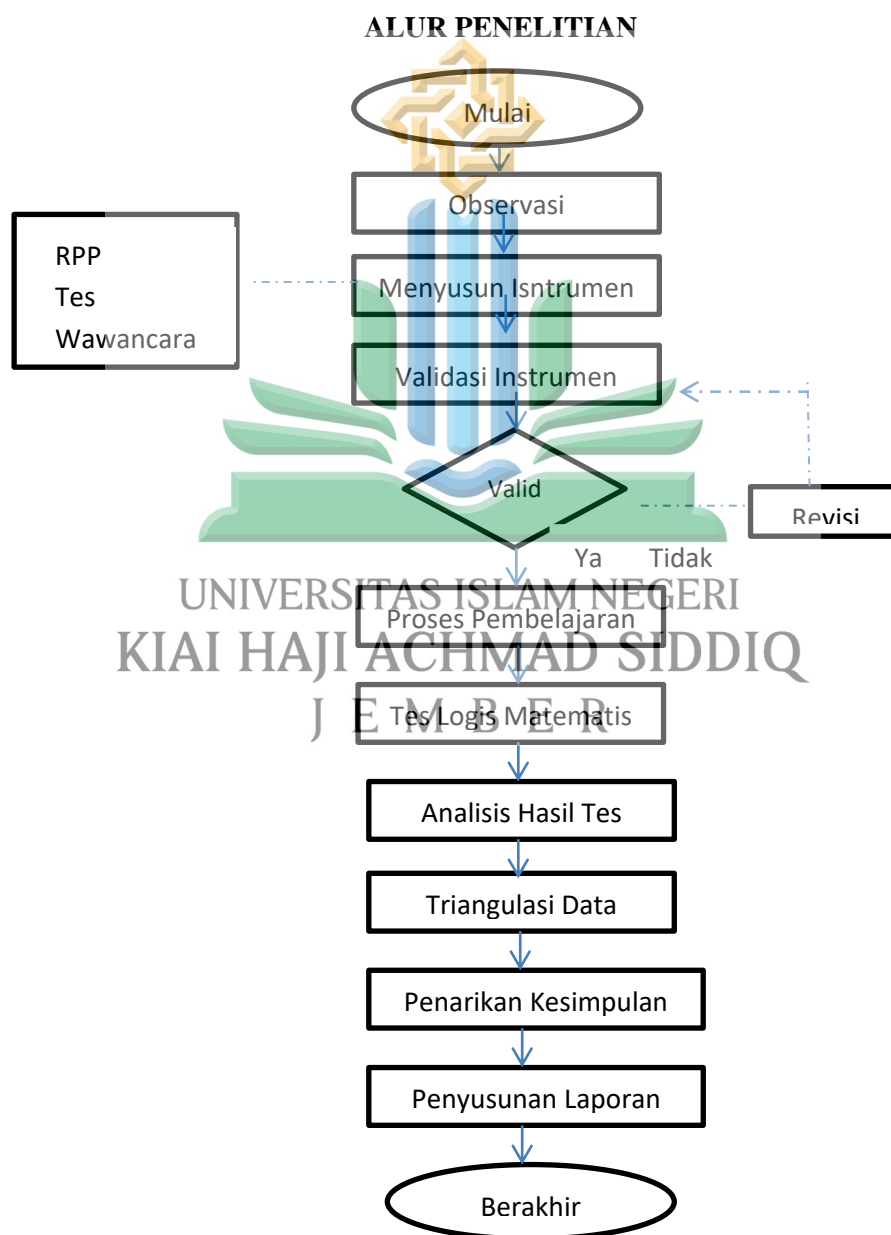 ALUR PENELITIAN
Mulai
Observasi
RPP
Tes
Wawancara
Menyusun Isntrumen
Validasi Instrumen
Valid
Revisi
Ya Tidak
UNIVERSITAS ISLAM NEGERI
Proses Pembelajaran
KIAI HAJI ACHMAD SIDDIQ
Tes Logis Matematis
J E M B E R
Analisis Hasil Tes
Triangulasi Data
Penarikan Kesimpulan
Penyusunan Laporan
Berakhir